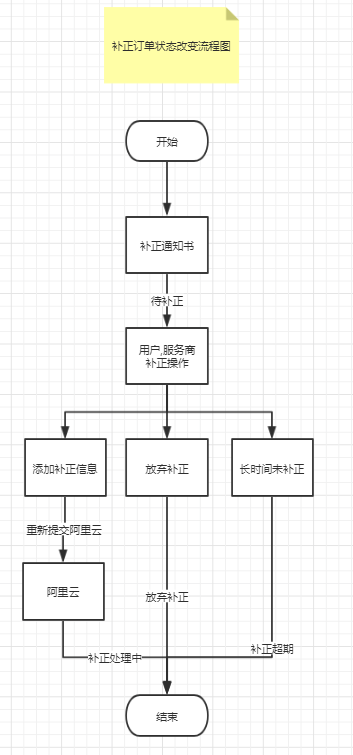 补正订单状态改变流程图
开始
补正通知书
待补正
用户,服务商
补正操作
添加补正信息
放弃补正
长时间未补正
重新提交阿里云
阿里云
放弃补正
补正超期
补正处理中
结束